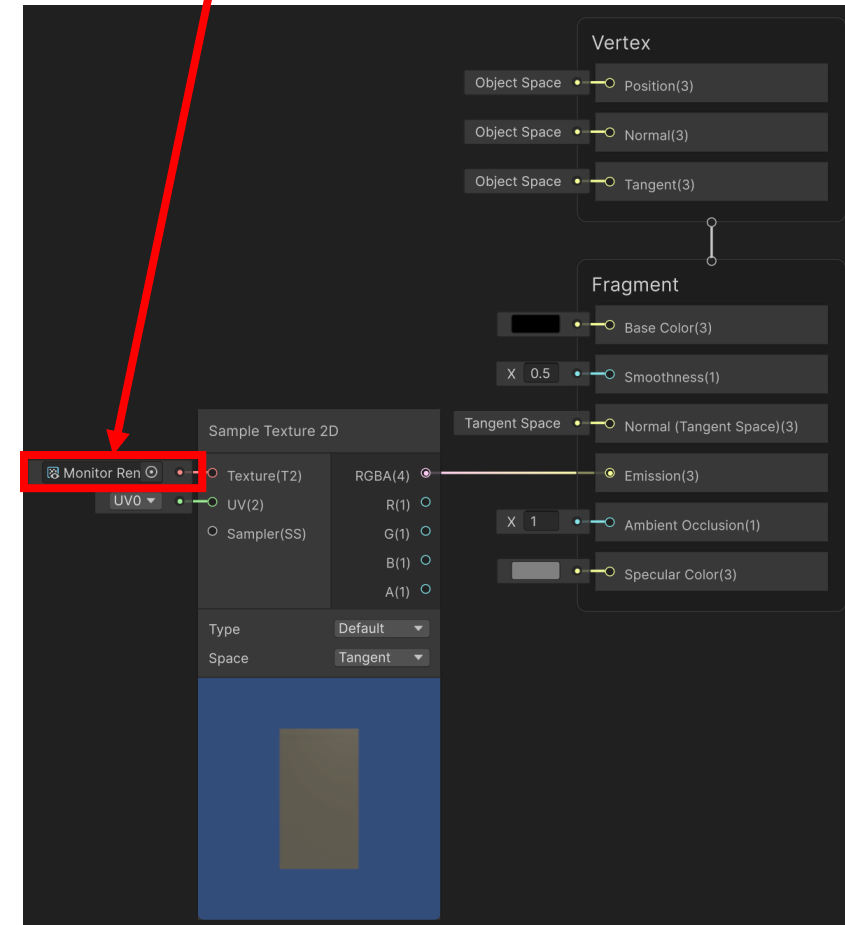 Vertex
Object Space
Position(3)
Object Space
Normal(3)
Object Space
Tangent(3)
Fragment
Base Color(3)
X 0.5
Smoothness(1)
Tangent Space
Normal (Tangent Space)(3)
Emission(3)
X 1
Ambient Occlusion(1)
Specular Color(3)
Sample Texture 2D
Monitor Ren
Texture(T2)
RGBA(4)
UV0
UV(2)
R(1)
Sampler(SS)
G(1)
B(1)
A(1)
Type
Default
Space
Tangent